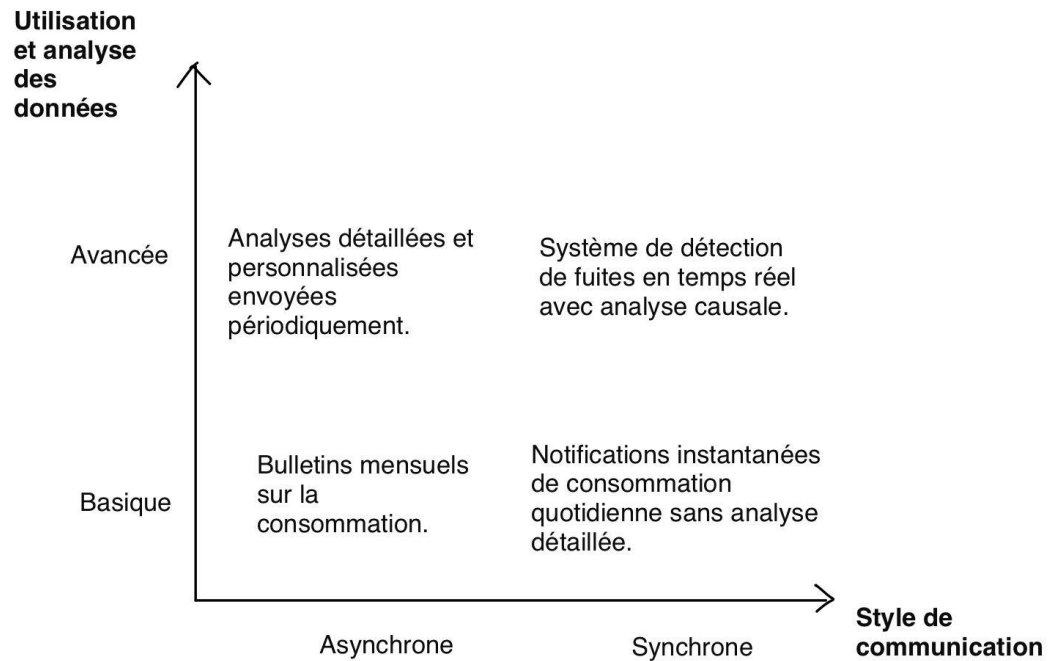 Utilisation
et analyse
des
données
Avancée
Analyses détaillées et
personnalisées
envoyées
périodiquement.
Système de détection
de fuites en temps réel
avec analyse causale.
Basique
Bulletins mensuels
sur la
consommation.
Notifications instantanées
de consommation
quotidienne sans analyse
détaillée.
Asynchrone
Synchrone
Style de
communication